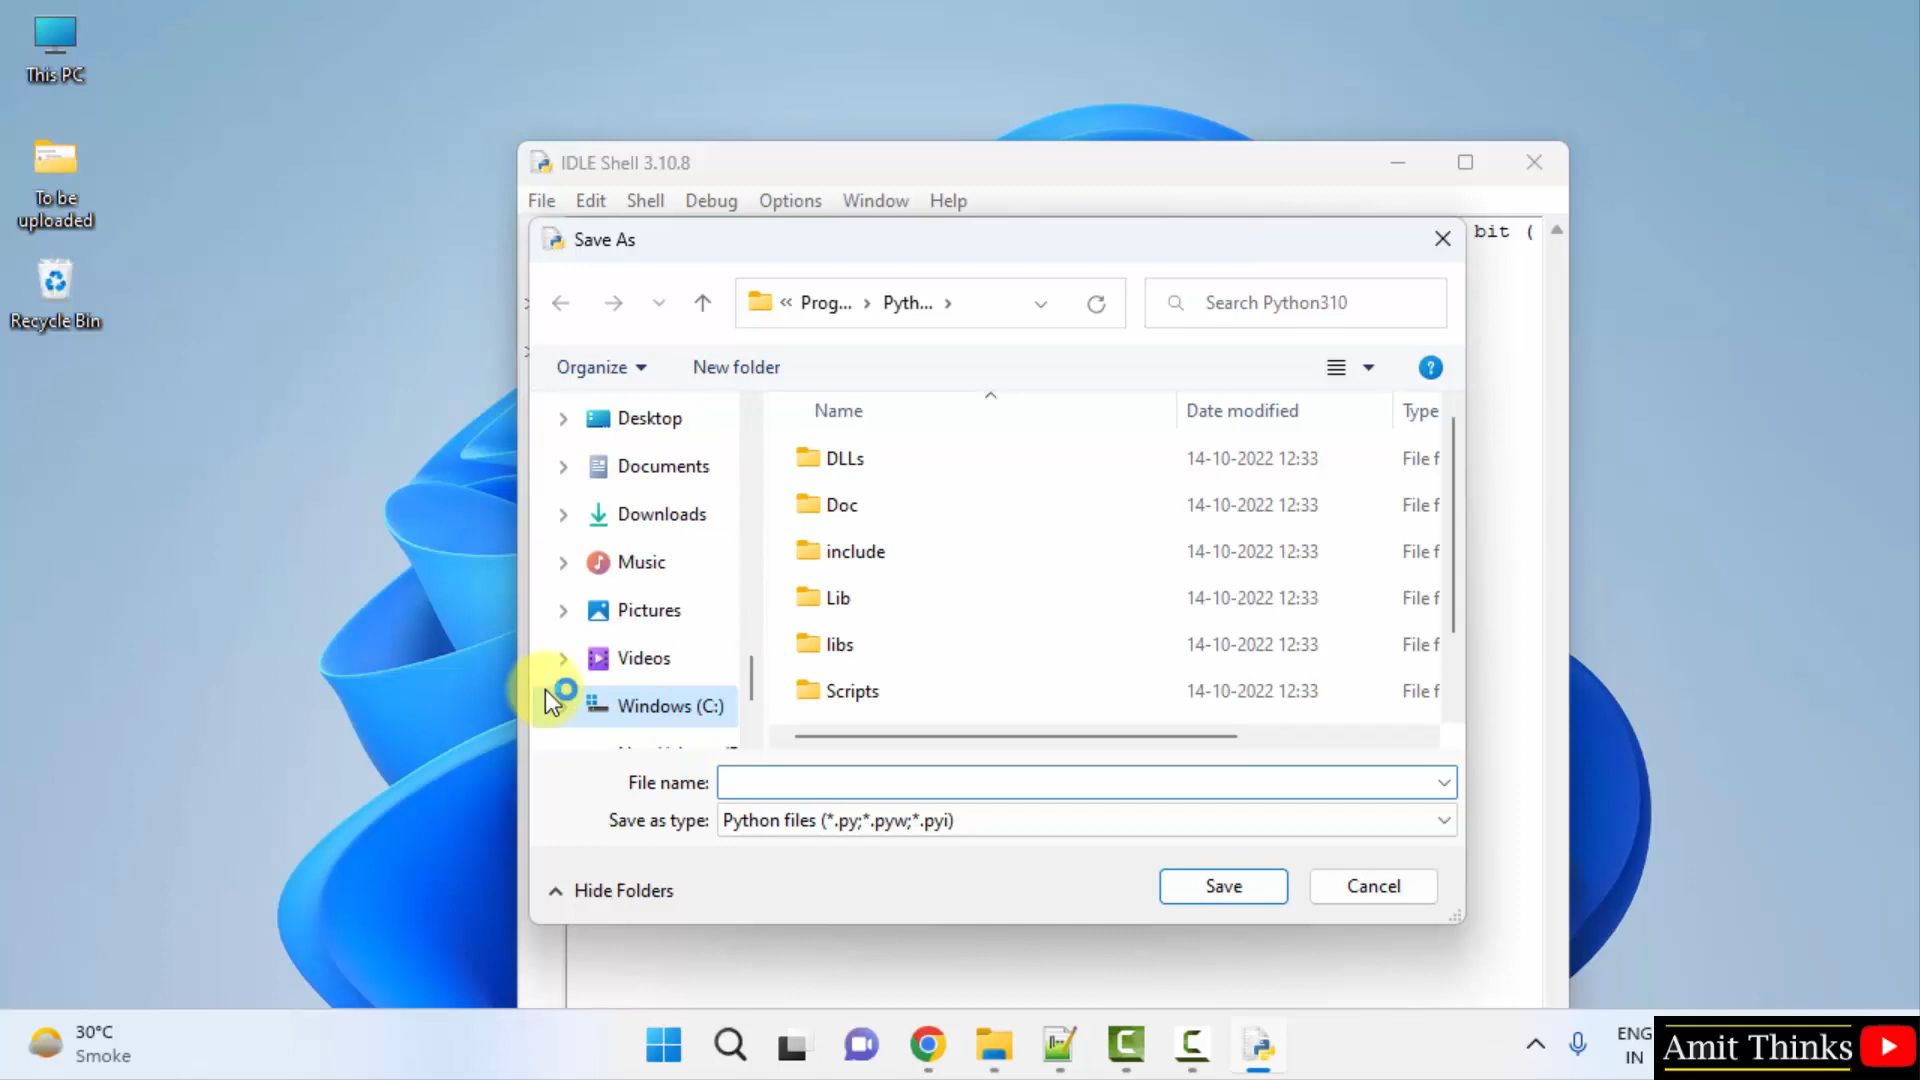 This PC
To be
uploaded
Recycle Bin
IDLE Shell 3.10.8
File Edit Shell Debug Options Window Help
bit (
Save As
« Prog... › Pyth... ›
Search Python310
Organize
New folder
Desktop
Documents
Downloads
Music
Pictures
Videos
Windows (C:)
Name Date modified Type
DLLs 14-10-2022 12:33 File f
Doc 14-10-2022 12:33 File f
include 14-10-2022 12:33 File f
Lib 14-10-2022 12:33 File f
libs 14-10-2022 12:33 File f
Scripts 14-10-2022 12:33 File f
File name:
Save as type: Python files (*.py;*.pyw;*.pyi)
Hide Folders
Save
Cancel
30°C
Smoke
ENG
IN
Amit Thinks